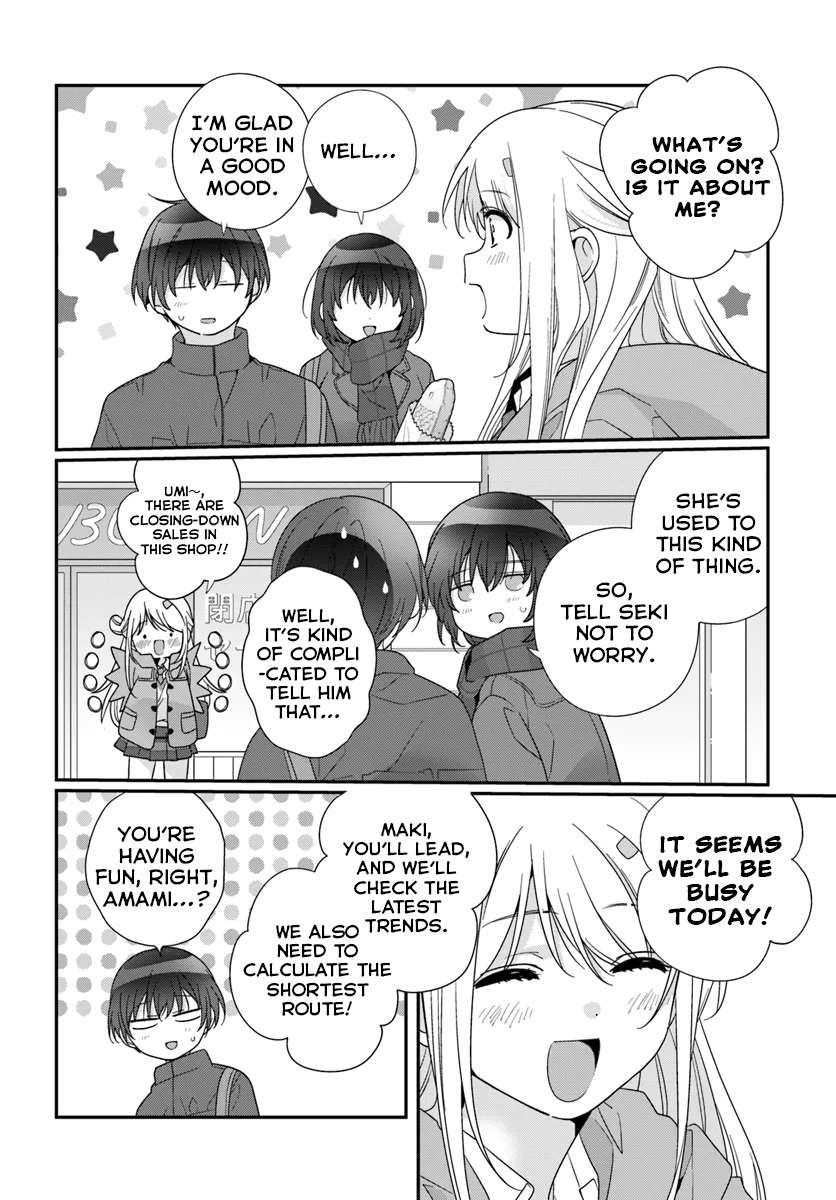 WHAT'S
GOING ON?
IS IT ABOUT
ME?
WELL...
I'M GLAD
YOU'RE IN
A GOOD
MOOD.
SHE'S
USED TO
THIS KIND
OF THING.
SO,
TELL SEKI
NOT TO
WORRY.
WELL,
IT'S KIND
OF COMPLI
-CATED TO
TELL HIM
THAT...
UMI~,
THERE ARE
CLOSING-DOWN
SALES IN
THIS SHOP!!
閉店
IT SEEMS
WE'LL BE
BUSY
TODAY!
MAKI,
YOU'LL LEAD,
AND WE'LL
CHECK THE
LATEST
TRENDS.
WE ALSO
NEED TO
CALCULATE THE
SHORTEST
ROUTE!
YOU'RE
HAVING
FUN, RIGHT,
AMAMI...?